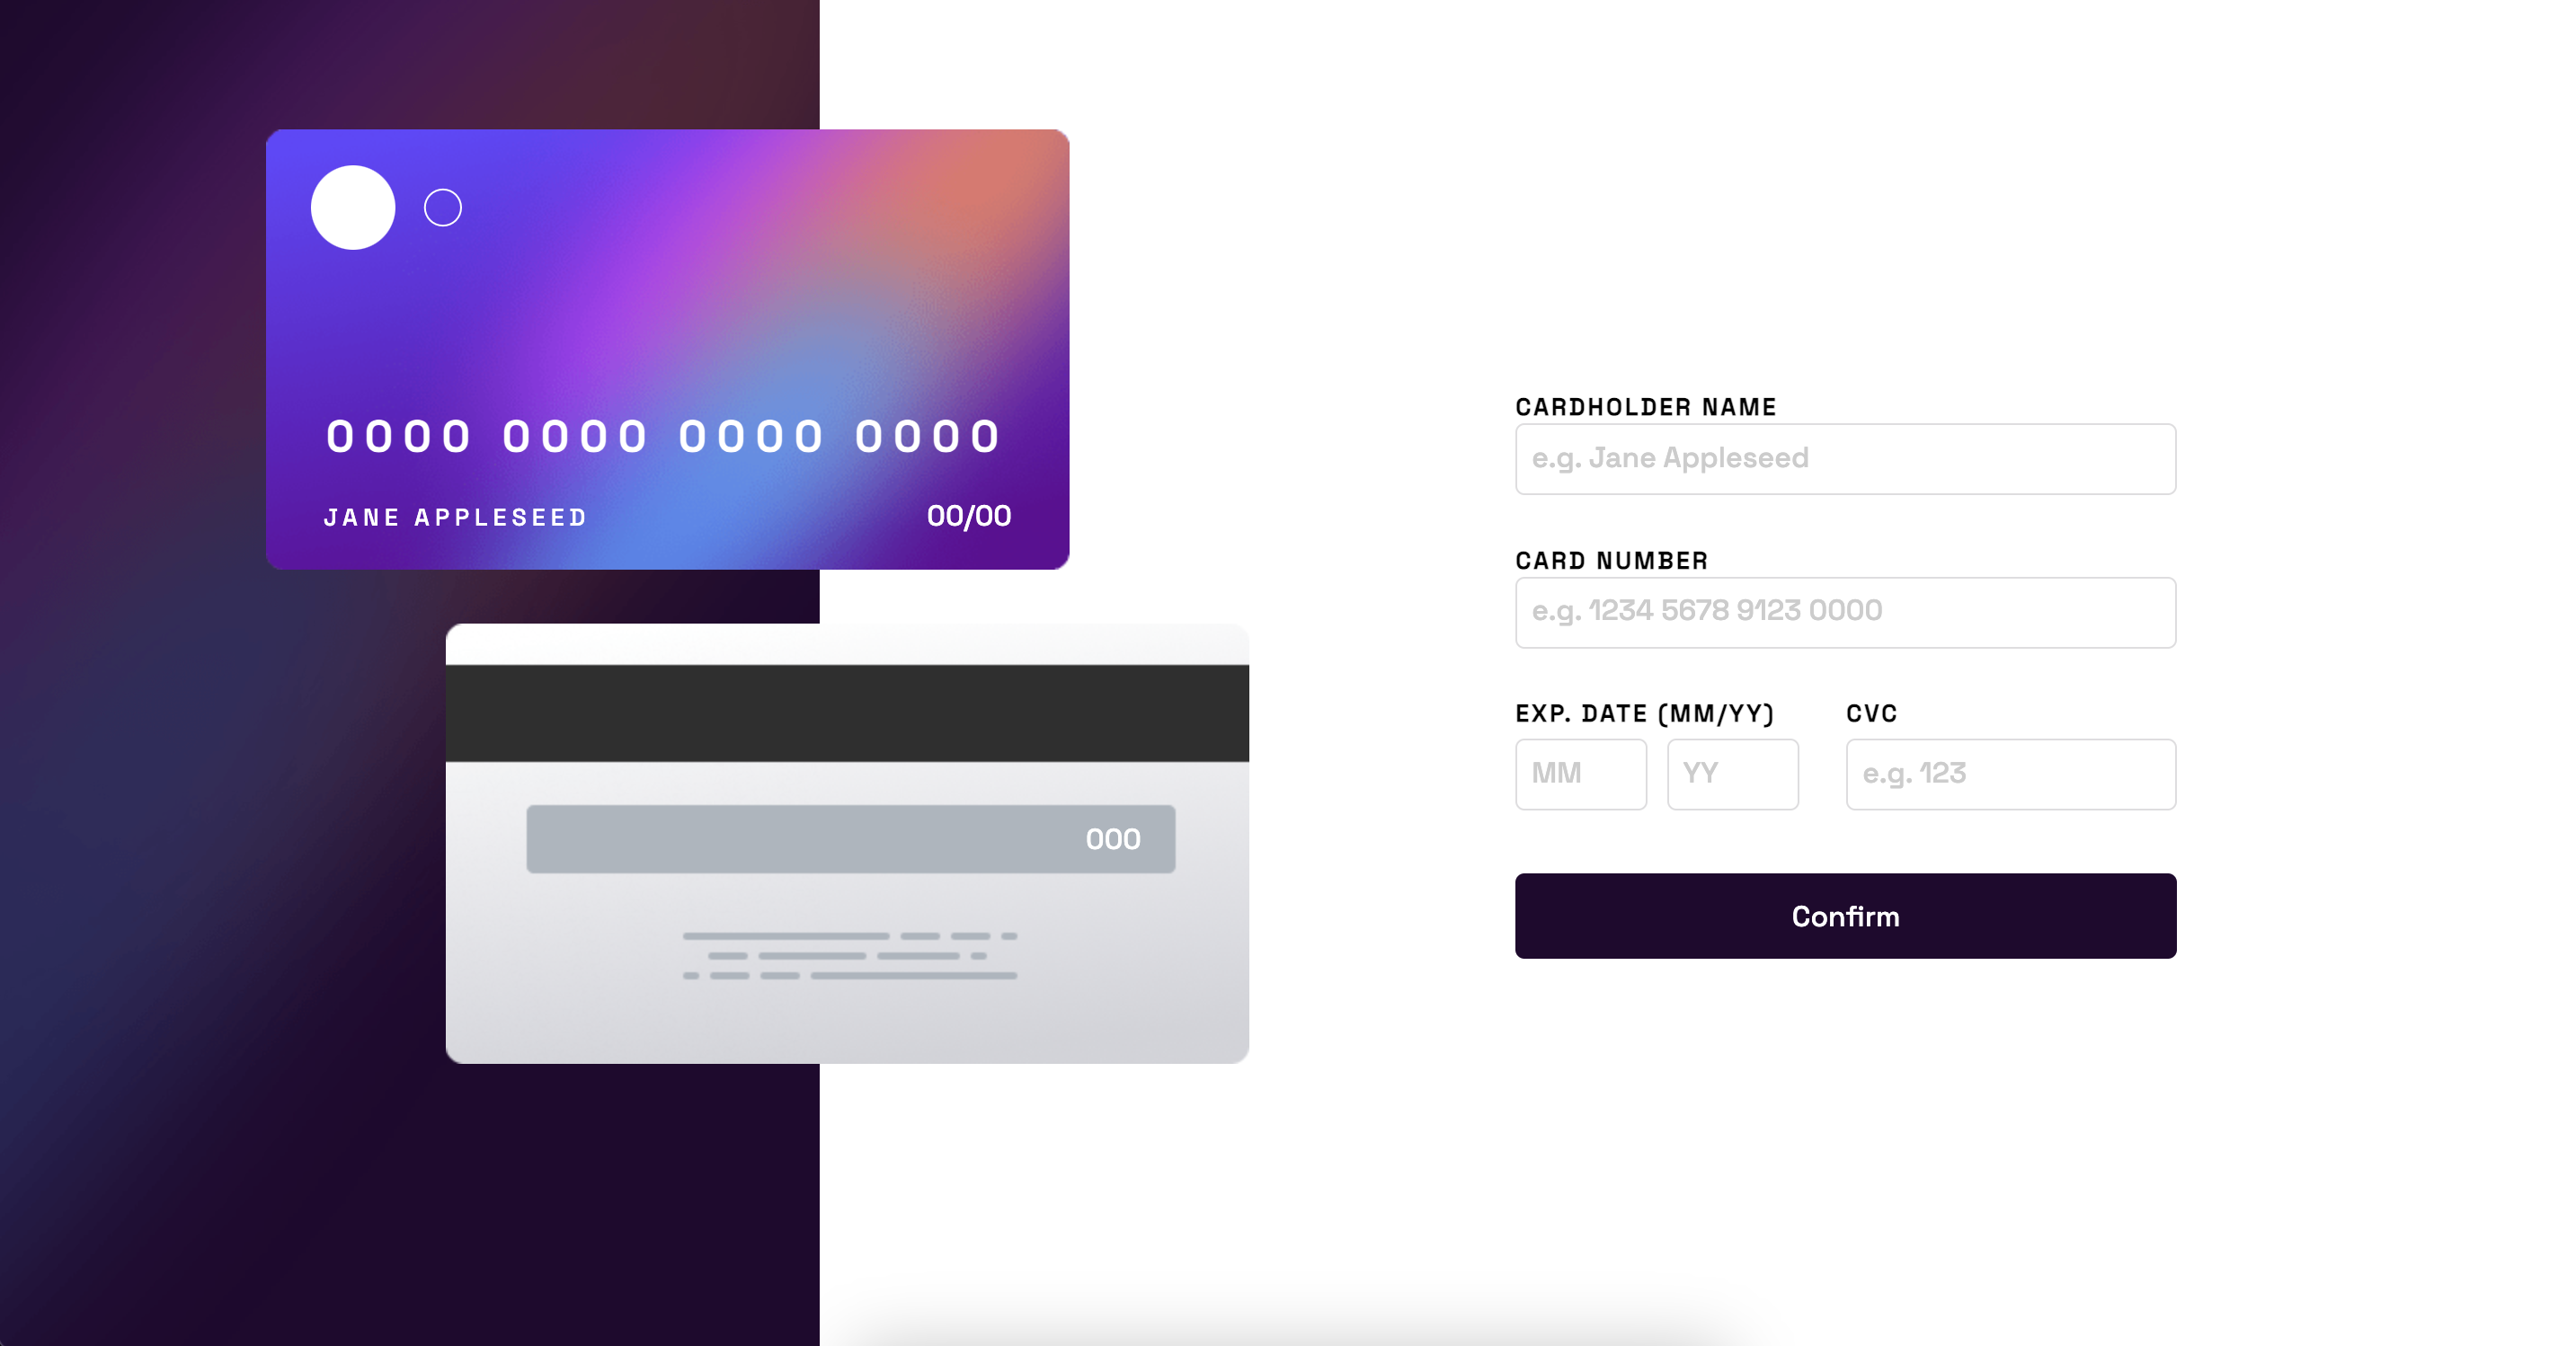 0000 0000 0000 0000
JANE APPLESEED 00/00
000
CARDHOLDER NAME
e.g. Jane Appleseed
CARD NUMBER
e.g. 1234 5678 9123 0000
EXP. DATE (MM/YY) CVC
MM YY e.g. 123
Confirm